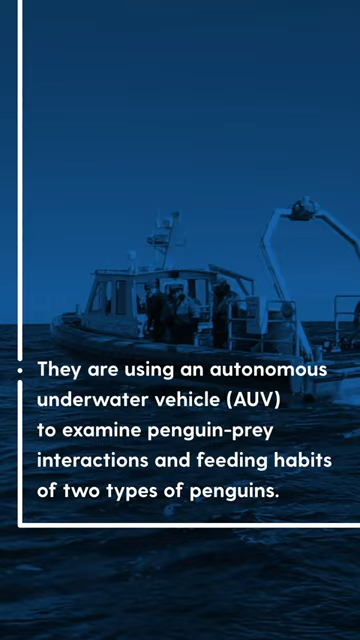 They are using an autonomous
underwater vehicle (AUV)
to examine penguin-prey
interactions and feeding habits
of two types of penguins.